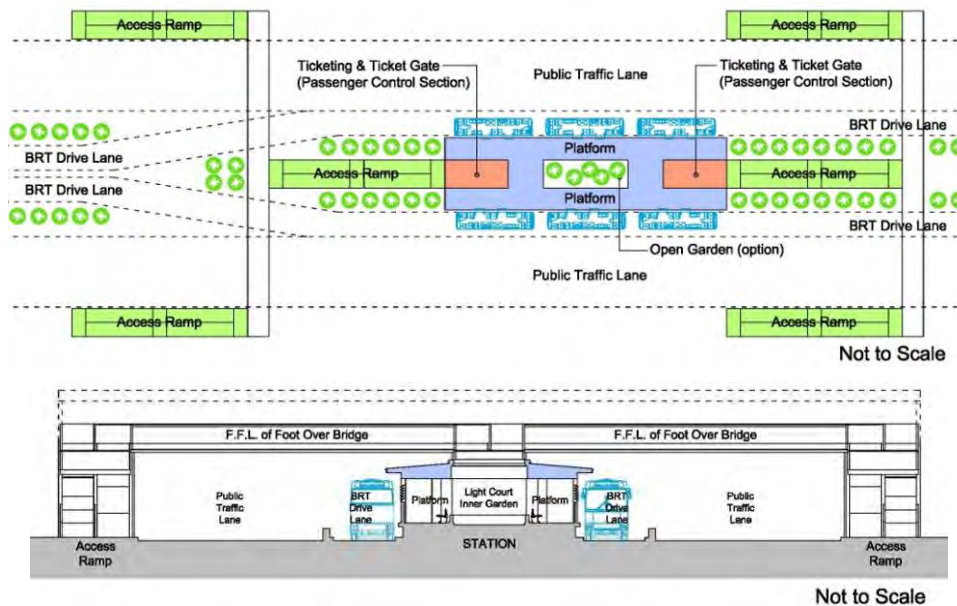 Access Ramp
Access Ramp
Ticketing & Ticket Gate
(Passenger Control Section)
Public Traffic Lane
Ticketing & Ticket Gate
(Passenger Control Section)
BRT Drive Lane
Platform
BRT Drive Lane
Access Ramp
Access Ramp
BRT Drive Lane
Platform
BRT Drive Lane
Open Garden (option)
Public Traffic Lane
Access Ramp
Access Ramp
Not to Scale
F.F.L. of Foot Over Bridge
F.F.L. of Foot Over Bridge
Public
Traffic
Lane
BRT
Drive
Lane
Platform
Light Court
Inner Garden
Platform
BRT
Drive
Lane
Public
Traffic
Lane
Access
Ramp
STATION
Access
Ramp
Not to Scale